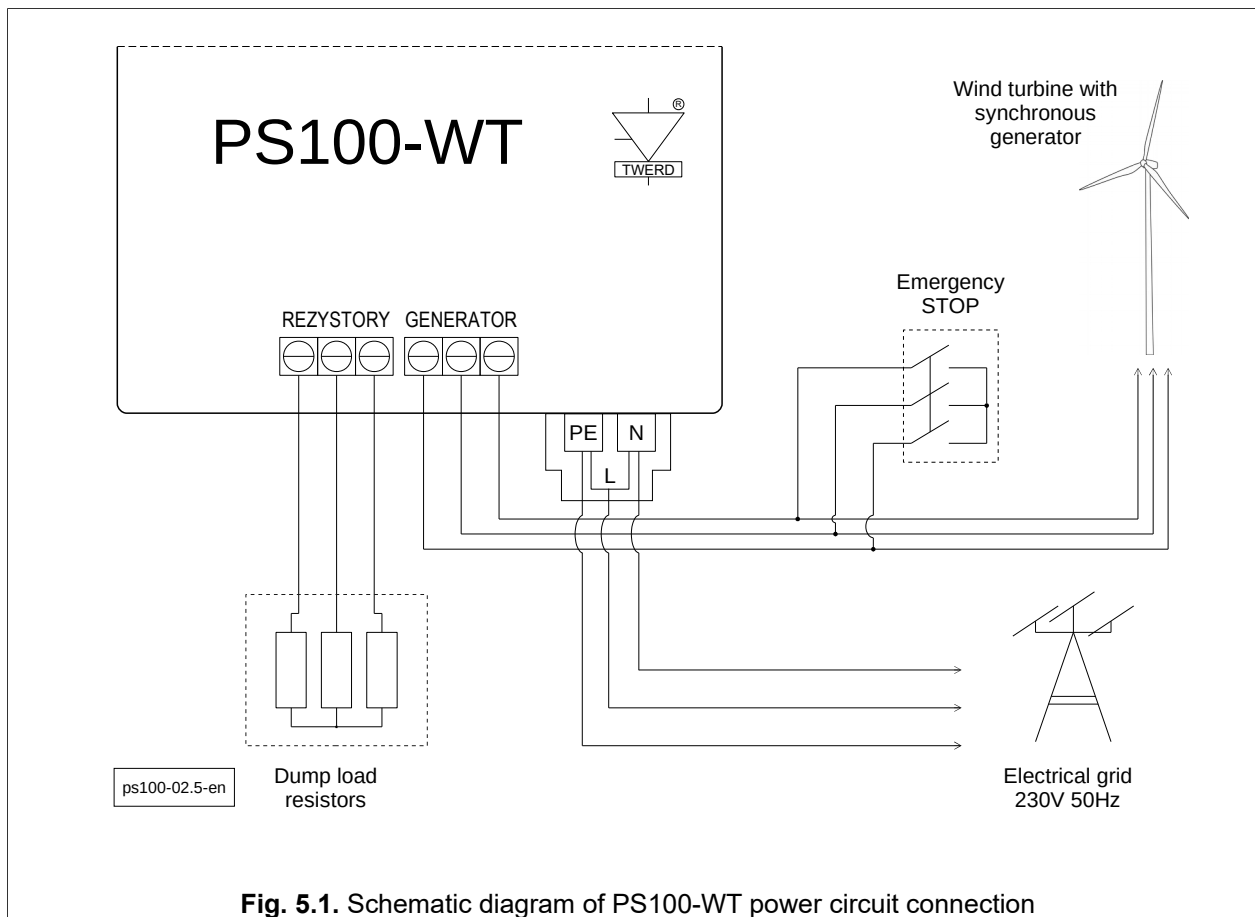 PS100-WT
®
TWERD
Wind turbine with
synchronous
generator
Emergency
STOP
REZYSTORY GENERATOR
PE N
L
ps100-02.5-en
Dump load
resistors
Electrical grid
230V 50Hz
Fig. 5.1. Schematic diagram of PS100-WT power circuit connection